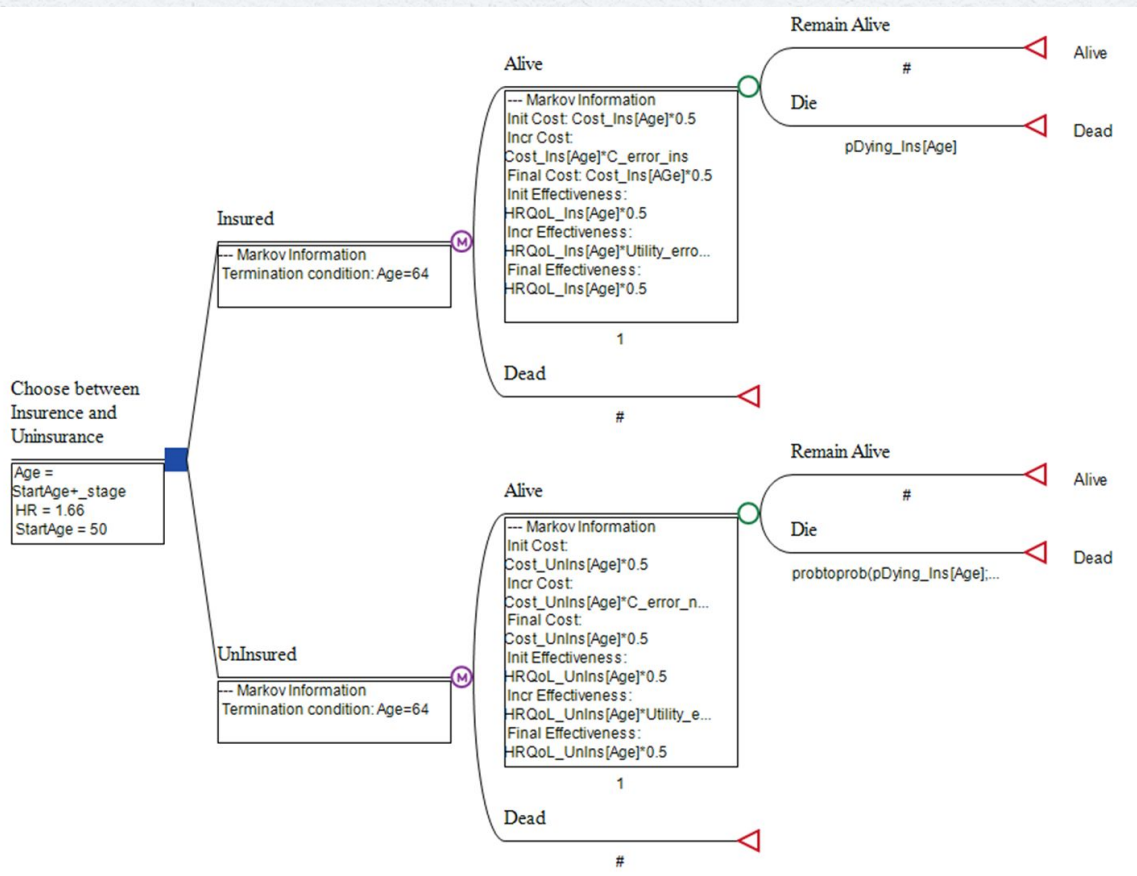 Choose between
Insurence and
Uninsurance
Age =
StartAge+_stage
HR = 1.66
StartAge = 50
Insured
--- Markov Information
Termination condition: Age=64
Alive
--- Markov Information
Init Cost: Cost_Ins[Age]*0.5
Incr Cost:
Cost_Ins[Age]*C_error_ins
Final Cost: Cost_Ins[AGe]*0.5
Init Effectiveness:
HRQoL_Ins[Age]*0.5
Incr Effectiveness:
HRQoL_Ins[Age]*Utility_erro...
Final Effectiveness:
HRQoL_Ins[Age]*0.5
1
Remain Alive
#
Alive
Die
pDying_Ins[Age]
Dead
Dead
#
UnInsured
--- Markov Information
Termination condition: Age=64
Alive
--- Markov Information
Init Cost:
Cost_UnIns[Age]*0.5
Incr Cost:
Cost_UnIns[Age]*C_error_n...
Final Cost:
Cost_UnIns[Age]*0.5
Init Effectiveness:
HRQoL_UnIns[Age]*0.5
Incr Effectiveness:
HRQoL_UnIns[Age]*Utility_e...
Final Effectiveness:
HRQoL_UnIns[Age]*0.5
1
Remain Alive
#
Alive
Die
probtoprob(pDying_Ins[Age];...
Dead
Dead
#
M
M